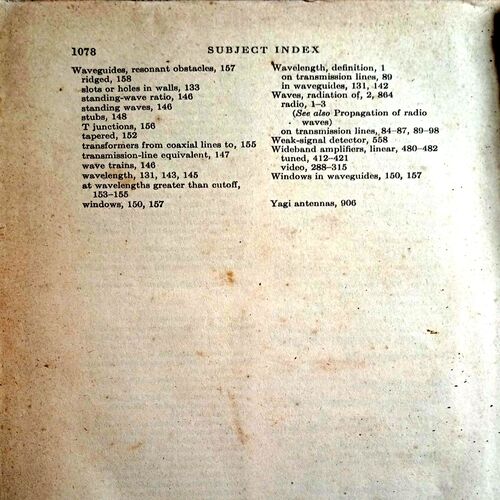 1078 SUBJECT INDEX
Waveguides, resonant obstacles, 157
ridged, 158
slots or holes in walls, 133
standing-wave ratio, 146
standing waves, 146
stubs, 148
T junctions, 156
tapered, 152
transformers from coaxial lines to, 155
transmission-line equivalent, 147
wave trains, 146
wavelength, 131, 143, 145
at wavelengths greater than cutoff,
153–155
windows, 150, 157
Wavelength, definition, 1
on transmission lines, 89
in waveguides, 131, 142
Waves, radiation of, 2, 864
radio, 1–3
(See also Propagation of radio
waves)
on transmission lines, 84–87, 89–98
Weak-signal detector, 558
Wideband amplifiers, linear, 480–482
tuned, 412–421
video, 288–315
Windows in waveguides, 150, 157
Yagi antennas, 906